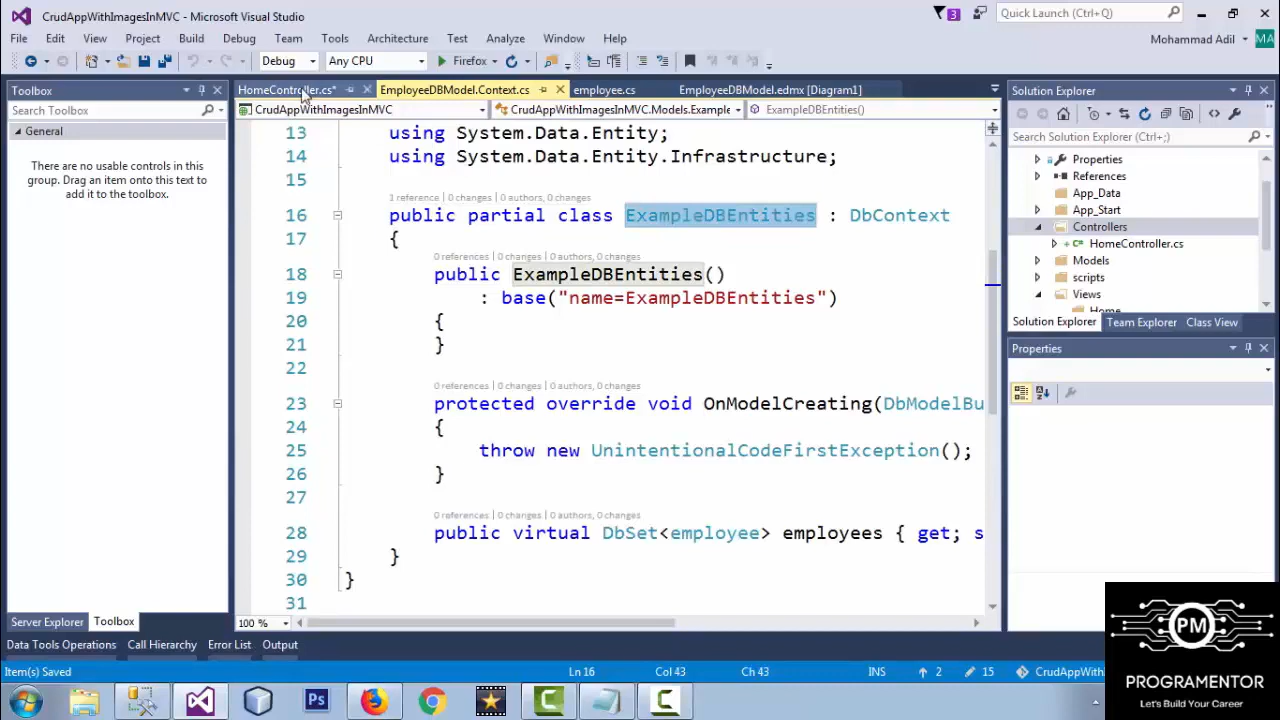 CrudAppWithImagesInMVC - Microsoft Visual Studio
3
Quick Launch (Ctrl+Q)
File Edit View Project Build Debug Team Tools Architecture Test Analyze Window Help
Mohammad Adil MA
Debug Any CPU Firefox
Toolbox
HomeController.cs* EmployeeDBModel.Context.cs employee.cs EmployeeDBModel.edmx [Diagram1]
Solution Explorer
Search Toolbox
CrudAppWithImagesInMVC CrudAppWithImagesInMVC.Models.Example ExampleDBEntities()
General
There are no usable controls in this
group. Drag an item onto this text to
add it to the toolbox.
13 using System.Data.Entity;
14 using System.Data.Entity.Infrastructure;
15
1 reference | 0 changes | 0 authors, 0 changes
16 public partial class ExampleDBEntities : DbContext
17 {
0 references | 0 changes | 0 authors, 0 changes
18 public ExampleDBEntities()
19 : base("name=ExampleDBEntities")
20 {
21 }
22
0 references | 0 changes | 0 authors, 0 changes
23 protected override void OnModelCreating(DbModelBu
24 {
25 throw new UnintentionalCodeFirstException();
26 }
27
0 references | 0 changes | 0 authors, 0 changes
28 public virtual DbSet<employee> employees { get; s
29 }
30 }
31
100 %
Search Solution Explorer (Ctrl+;)
Properties
References
App_Data
App_Start
Controllers
HomeController.cs
Models
scripts
Views
Home
Solution Explorer Team Explorer Class View
Properties
Server Explorer Toolbox
Data Tools Operations Call Hierarchy Error List Output
Item(s) Saved Ln 16 Col 43 Ch 43 INS 2 15 CrudAppWith
Ps
PM
PROGRAMENTOR
Let's Build Your Career